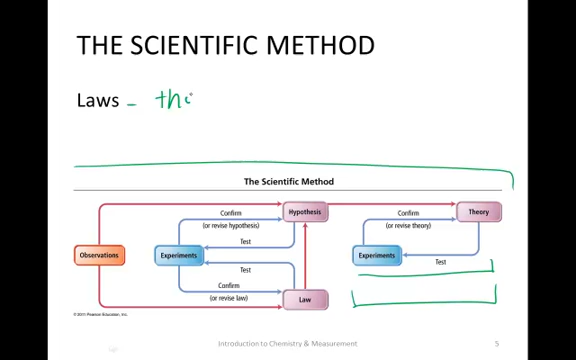 THE SCIENTIFIC METHOD
Laws - thi
The Scientific Method
Confirm
(or revise hypothesis)
Hypothesis
Confirm
(or revise theory)
Theory
Test
Observations
Experiments
Experiments
Test
Test
Confirm
(or revise law)
Law
© 2011 Pearson Education, Inc.
Introduction to Chemistry & Measurement
5